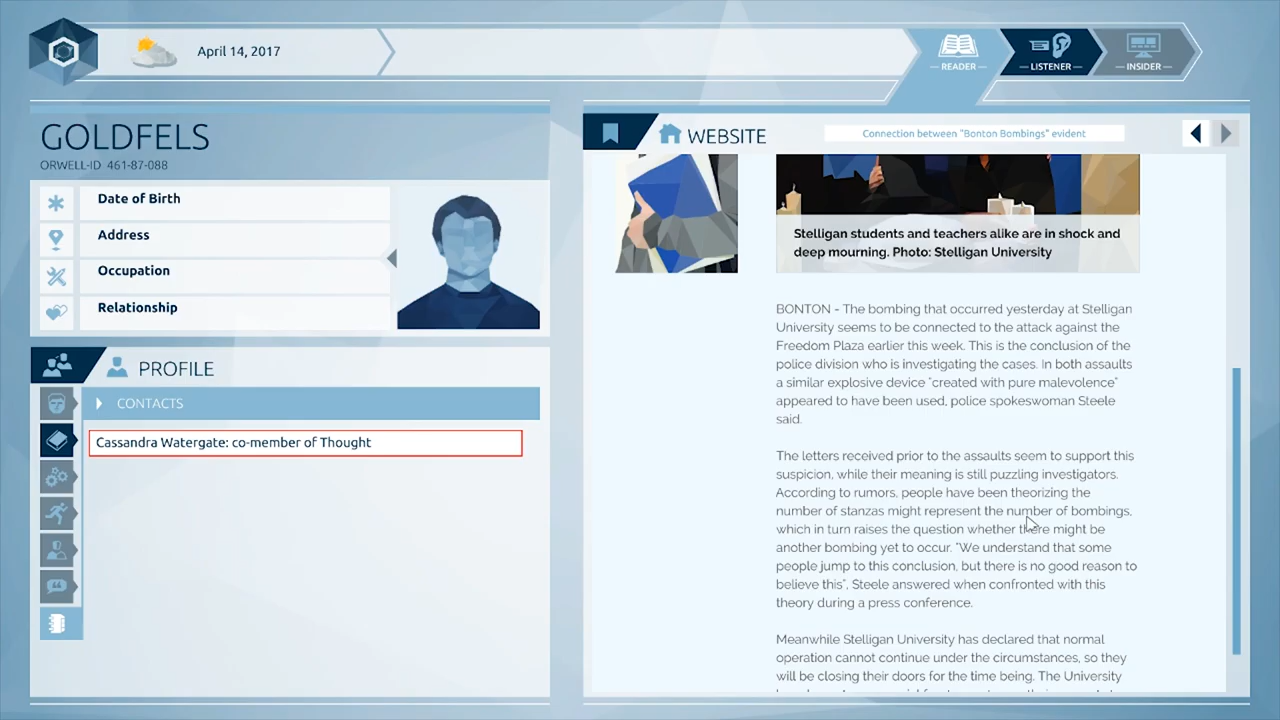 April 14, 2017
READER
LISTENER
INSIDER
GOLDFELS
ORWELL-ID 461-87-088
Date of Birth
Address
Occupation
Relationship
PROFILE
CONTACTS
Cassandra Watergate: co-member of Thought
WEBSITE
Connection between "Bonton Bombings" evident
Stelligan students and teachers alike are in shock and
deep mourning. Photo: Stelligan University
BONTON - The bombing that occurred yesterday at Stelligan
University seems to be connected to the attack against the
Freedom Plaza earlier this week. This is the conclusion of the
police division who is investigating the cases. In both assaults
a similar explosive device "created with pure malevolence"
appeared to have been used, police spokeswoman Steele
said.
The letters received prior to the assaults seem to support this
suspicion, while their meaning is still puzzling investigators.
According to rumors, people have been theorizing the
number of stanzas might represent the number of bombings,
which in turn raises the question whether there might be
another bombing yet to occur. "We understand that some
people jump to this conclusion, but there is no good reason to
believe this", Steele answered when confronted with this
theory during a press conference.
Meanwhile Stelligan University has declared that normal
operation cannot continue under the circumstances, so they
will be closing their doors for the time being. The University